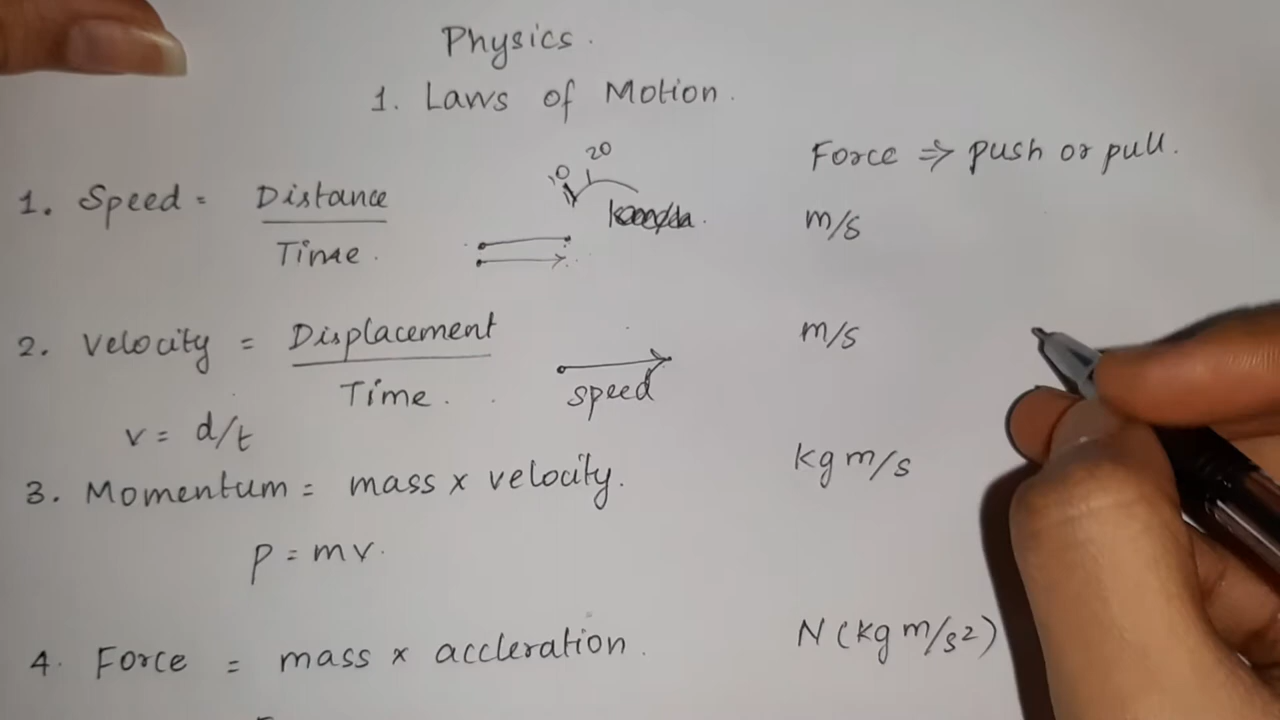 Physics.
1. Laws of Motion.
Force ⇒ push or pull.
1. Speed = Distance
Time.
10 20
m/s
2. Velocity = Displacement
Time.
speed
m/s
v = d/t
3. Momentum = mass x velocity.
kg m/s
p = mv.
4. Force = mass x accleration.
N (kg m/s2)